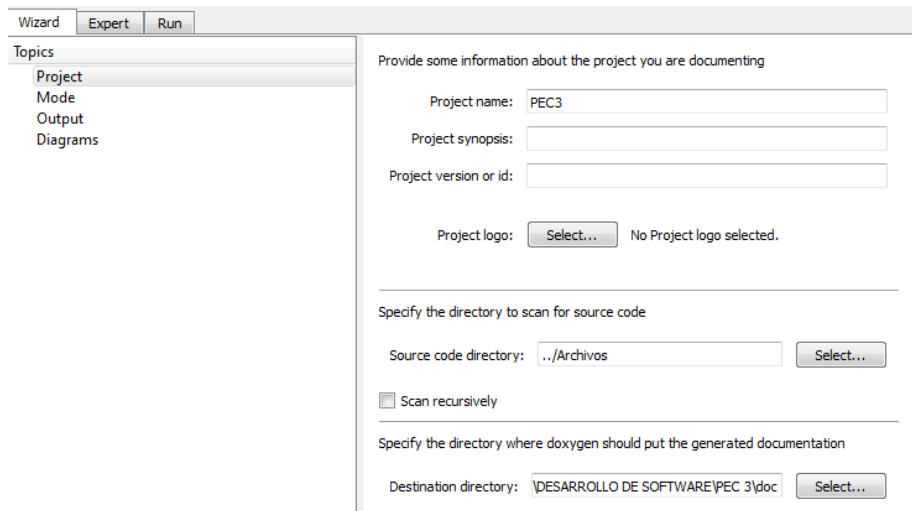 Wizard Expert Run
Topics
Project
Mode
Output
Diagrams
Provide some information about the project you are documenting
Project name: PEC3
Project synopsis:
Project version or id:
Project logo: Select... No Project logo selected.
Specify the directory to scan for source code
Source code directory: ../Archivos Select...
Scan recursively
Specify the directory where doxygen should put the generated documentation
Destination directory: \DESARROLLO DE SOFTWARE\PEC 3\doc Select...